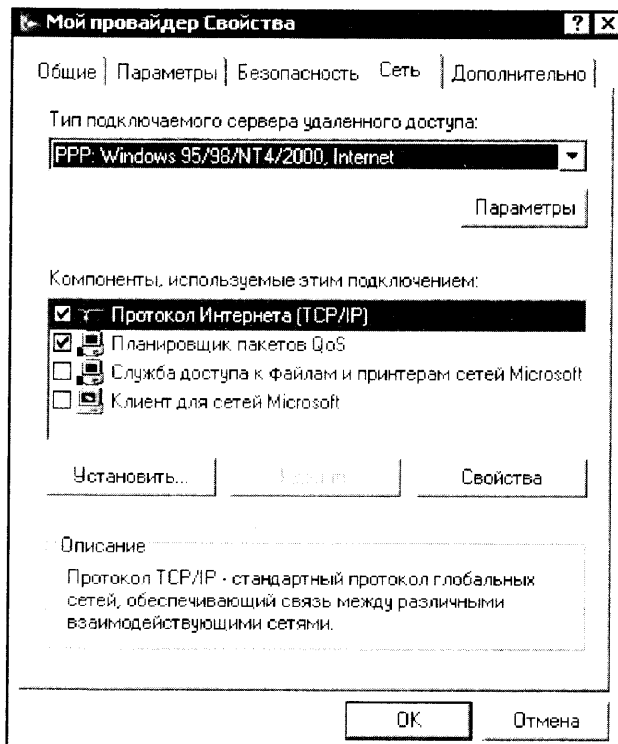 Мой провайдер Свойства ? X
Общие Параметры Безопасность Сеть Дополнительно
Тип подключаемого сервера удаленного доступа:
PPP: Windows 95/98/NT4/2000, Internet
Параметры
Компоненты, используемые этим подключением:
Протокол Интернета (TCP/IP)
Планировщик пакетов QoS
Служба доступа к файлам и принтерам сетей Microsoft
Клиент для сетей Microsoft
Установить... Свойства
Описание
Протокол TCP/IP - стандартный протокол глобальных
сетей, обеспечивающий связь между различными
взаимодействующими сетями.
OK Отмена